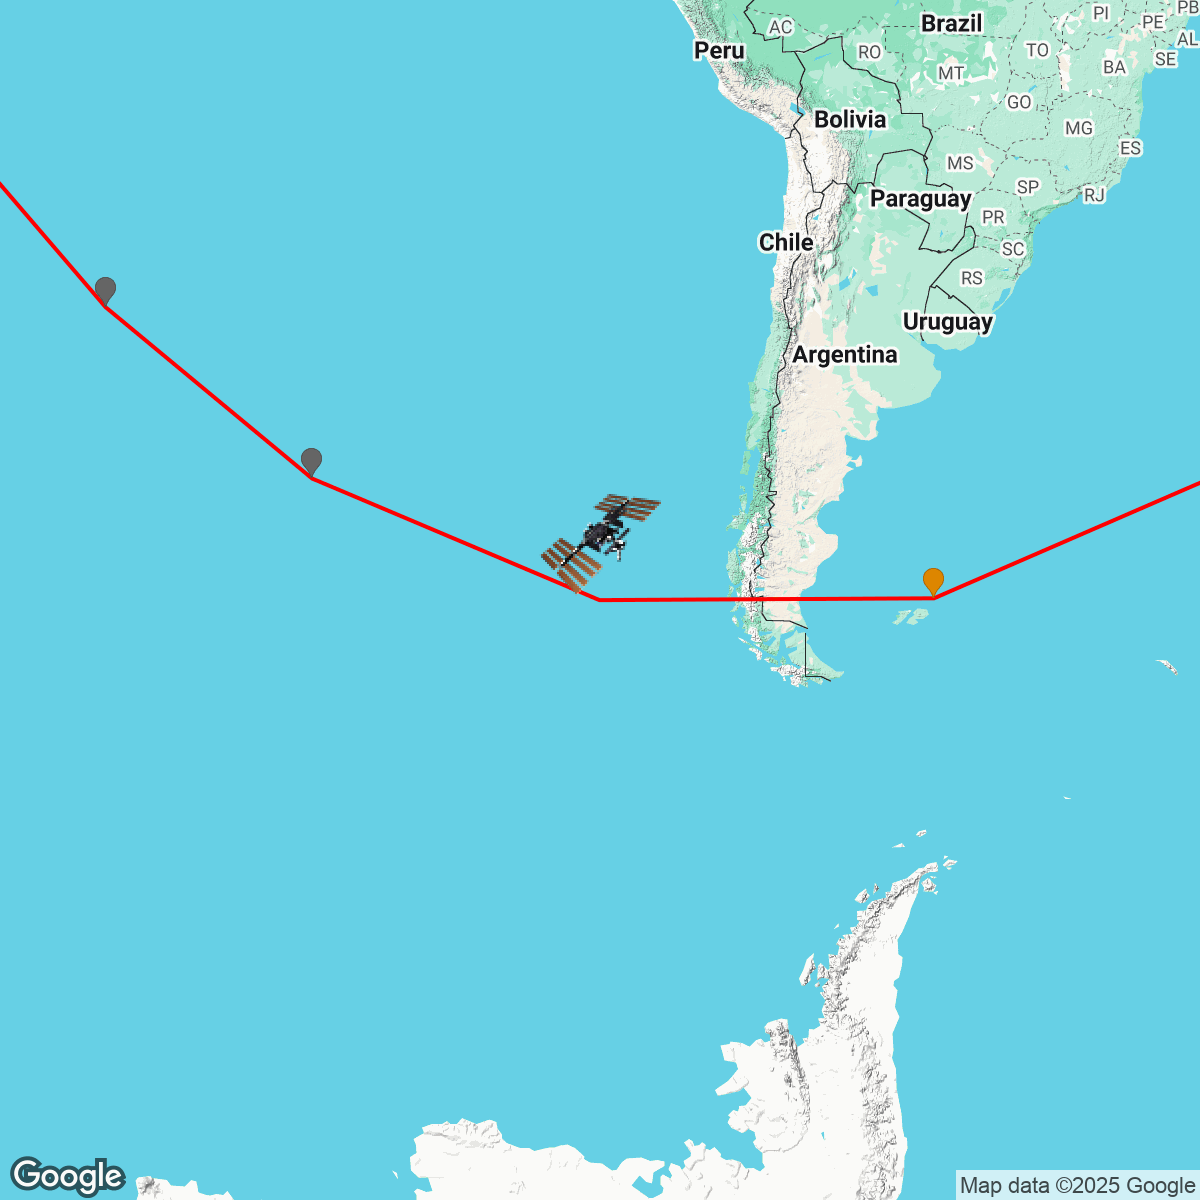 PI
PB
Brazil
PE
AC
AL
Peru
RO
TO
SE
BA
MT
GO
Bolivia
MG
ES
MS
SP
Paraguay
RJ
PR
Chile
SC
RS
Uruguay
Argentina
Google
Map data ©2025 Google